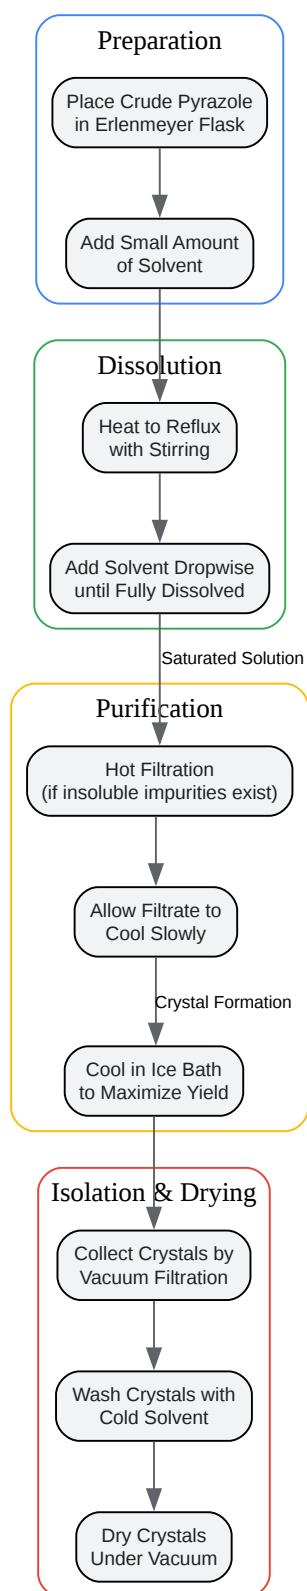 Preparation
Place Crude Pyrazole
in Erlenmeyer Flask
Add Small Amount
of Solvent
Dissolution
Heat to Reflux
with Stirring
Add Solvent Dropwise
until Fully Dissolved
Saturated Solution
Purification
Hot Filtration
(if insoluble impurities exist)
Allow Filtrate to
Cool Slowly
Crystal Formation
Cool in Ice Bath
to Maximize Yield
Isolation & Drying
Collect Crystals by
Vacuum Filtration
Wash Crystals with
Cold Solvent
Dry Crystals
Under Vacuum